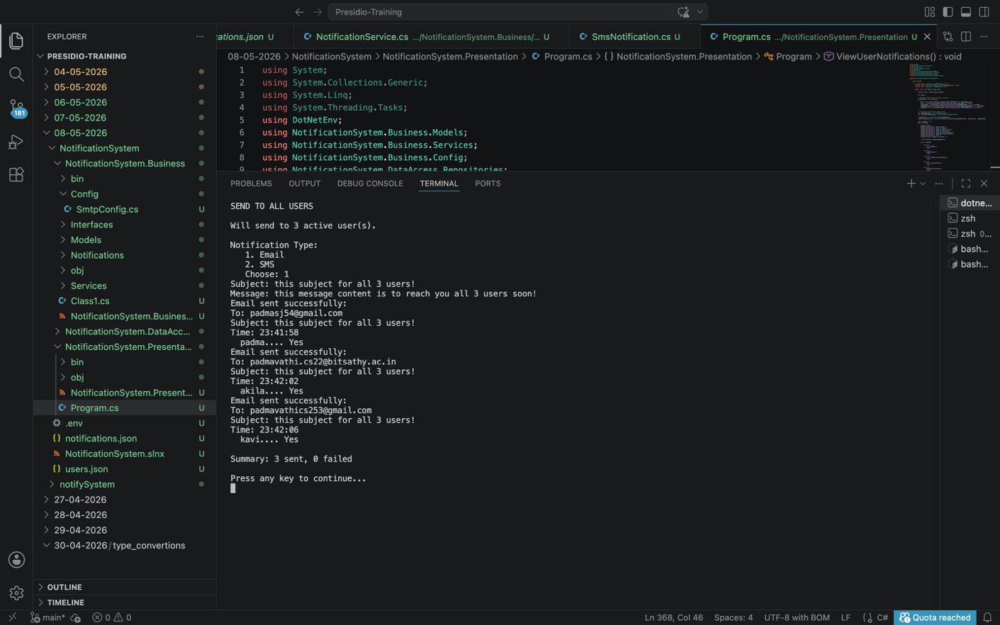 Presidio-Training
EXPLORER
PRESIDIO-TRAINING
04-05-2026
05-05-2026
06-05-2026
07-05-2026
08-05-2026
NotificationSystem
NotificationSystem.Business
bin
Config
SmtpConfig.cs U
Interfaces
Models
Notifications
obj
Services
Class1.cs U
NotificationSystem.Busines... U
NotificationSystem.DataAcc...
NotificationSystem.Presenta...
bin
obj
NotificationSystem.Present... U
Program.cs U
.env U
notifications.json U
NotificationSystem.slnx U
users.json U
notifySystem
27-04-2026
28-04-2026
29-04-2026
30-04-2026/type_convertions
OUTLINE
TIMELINE
181
cations.json U
NotificationService.cs .../NotificationSystem.Business/... U
SmsNotification.cs U
Program.cs .../NotificationSystem.Presentation U
08-05-2026 > NotificationSystem > NotificationSystem.Presentation > Program.cs > {} NotificationSystem.Presentation > Program > ViewUserNotifications() : void
1 using System;
2 using System.Collections.Generic;
3 using System.Linq;
4 using System.Threading.Tasks;
5 using DotNetEnv;
6 using NotificationSystem.Business.Models;
7 using NotificationSystem.Business.Services;
8 using NotificationSystem.Business.Config;
9 using NotificationSystem.DataAccess.Repositories;
PROBLEMS OUTPUT DEBUG CONSOLE TERMINAL PORTS
SEND TO ALL USERS
Will send to 3 active user(s).
Notification Type:
1. Email
2. SMS
Choose: 1
Subject: this subject for all 3 users!
Message: this message content is to reach you all 3 users soon!
Email sent successfully:
To: padmasj54@gmail.com
Subject: this subject for all 3 users!
Time: 23:41:58
padma.... Yes
Email sent successfully:
To: padmavathi.cs22@bitsathy.ac.in
Subject: this subject for all 3 users!
Time: 23:42:02
akila.... Yes
Email sent successfully:
To: padmavathics253@gmail.com
Subject: this subject for all 3 users!
Time: 23:42:06
kavi.... Yes
Summary: 3 sent, 0 failed
Press any key to continue...
dotne...
zsh
zsh 0...
bash...
bash...
main* 0 0
Ln 368, Col 46 Spaces: 4 UTF-8 with BOM LF {} C# Quota reached